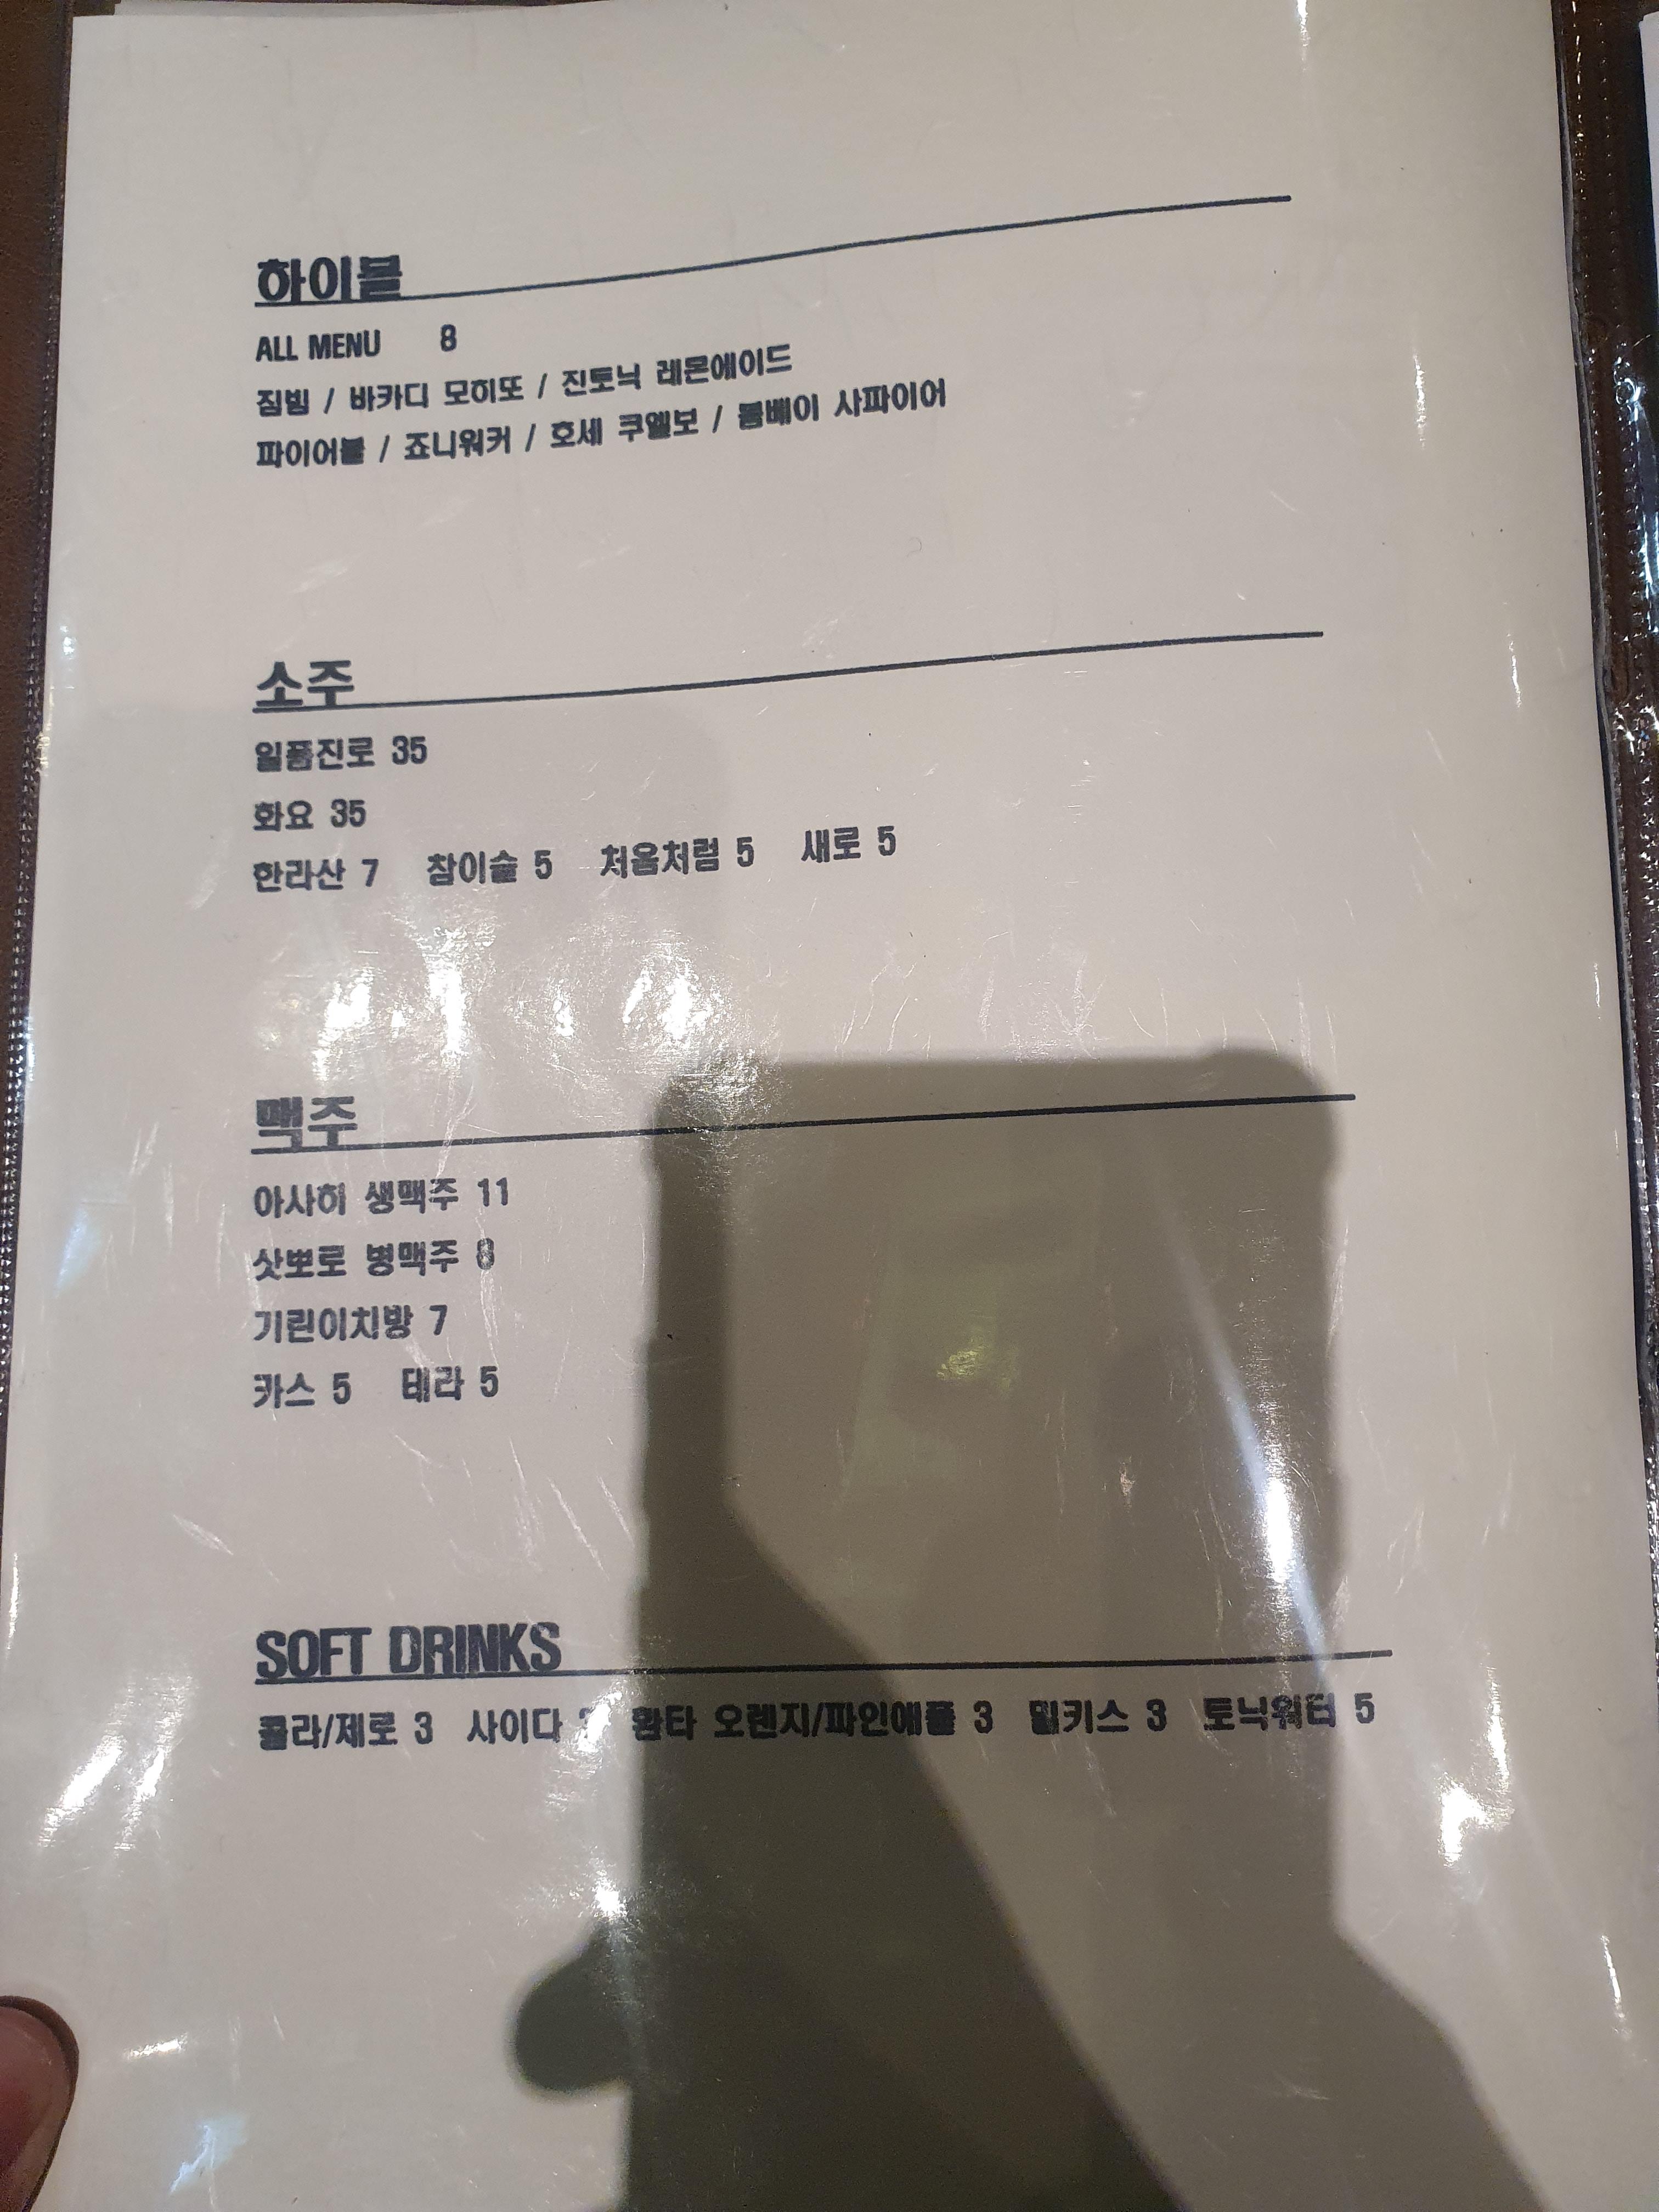 하이볼
ALL MENU 8
짐빔 / 바카디 모히또 / 진토닉 레몬에이드
파이어볼 / 죠니워커 / 호세 쿠엘보 / 봄베이 사파이어
소주
일품진로 35
화요 35
한라산 7 참이슬 5 처음처럼 5 새로 5
맥주
아사히 생맥주 11
삿뽀로 병맥주 8
기린이치방 7
카스 5 테라 5
SOFT DRINKS
콜라/제로 3 사이다 환타 오렌지/파인애플 3 밀키스 3 토닉워터 5